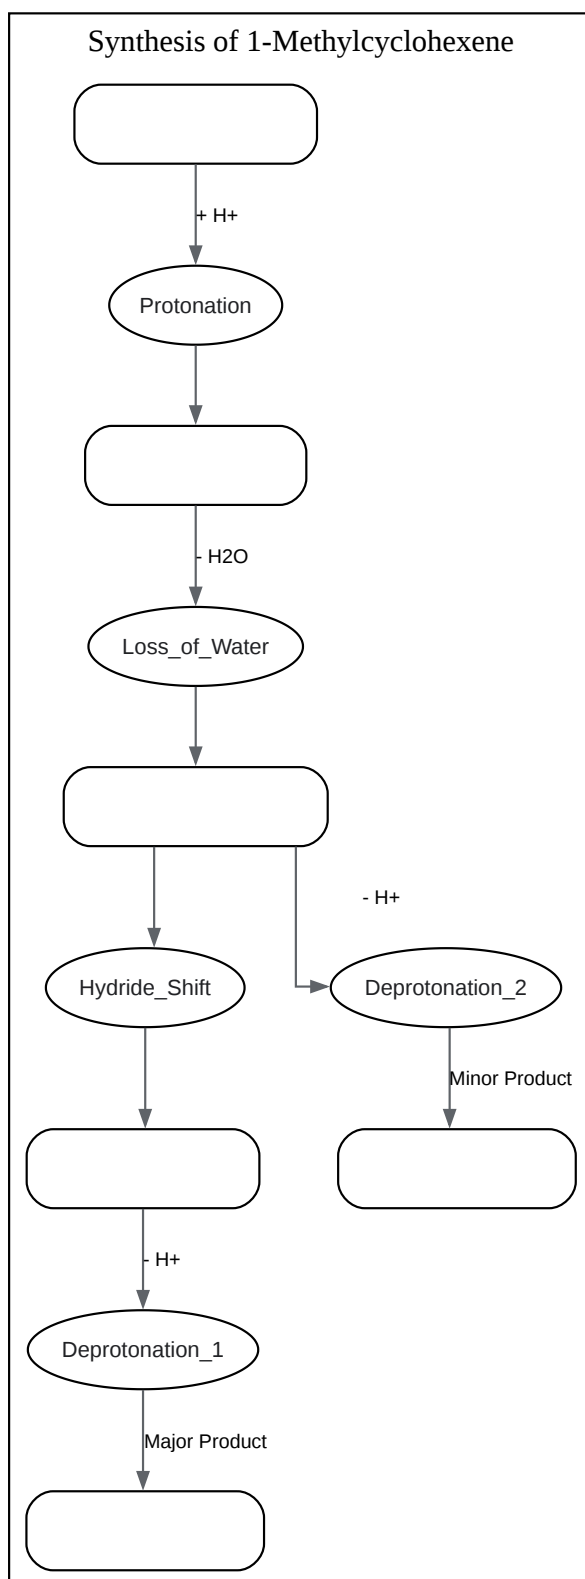 Synthesis of 1-Methylcyclohexene
+ H+
Protonation
- H2O
Loss_of_Water
- H+
Hydride_Shift
Deprotonation_2
Minor Product
- H+
Deprotonation_1
Major Product